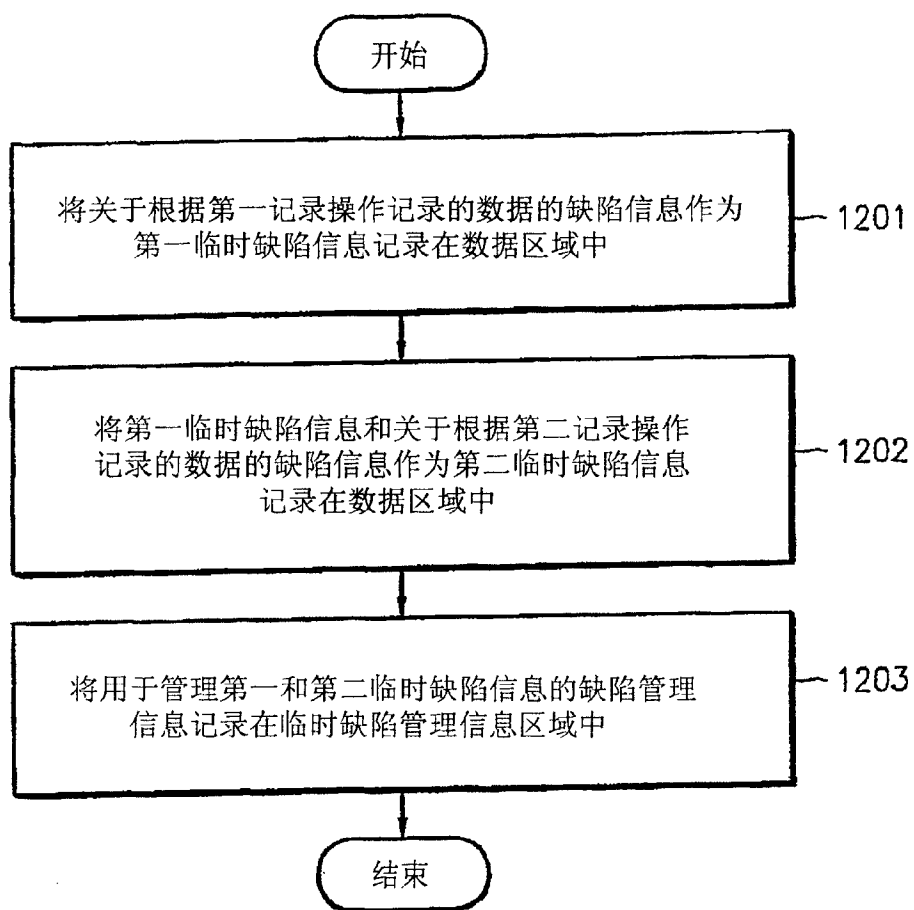 开始
将关于根据第一记录操作记录的数据的缺陷信息作为
第一临时缺陷信息记录在数据区域中
1201
将第一临时缺陷信息和关于根据第二记录操作
记录的数据的缺陷信息作为第二临时缺陷信息
记录在数据区域中
1202
将用于管理第一和第二临时缺陷信息的缺陷管理
信息记录在临时缺陷管理信息区域中
1203
结束